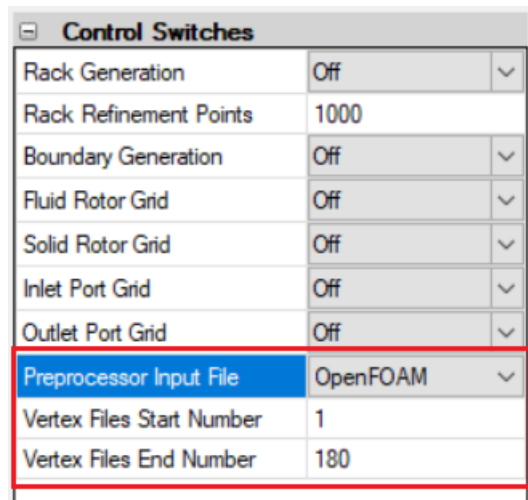 Control Switches
Rack Generation Off
Rack Refinement Points 1000
Boundary Generation Off
Fluid Rotor Grid Off
Solid Rotor Grid Off
Inlet Port Grid Off
Outlet Port Grid Off
Preprocessor Input File OpenFOAM
Vertex Files Start Number 1
Vertex Files End Number 180